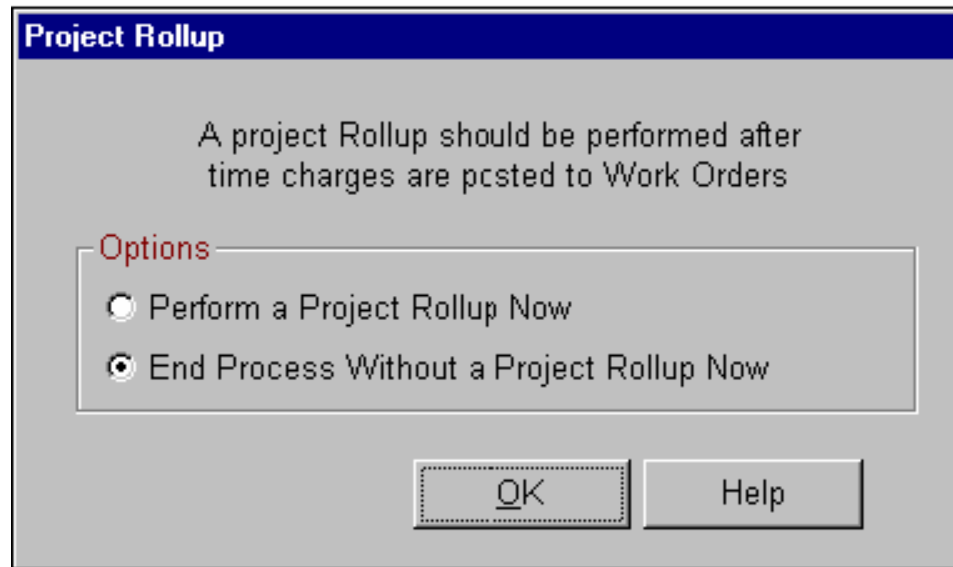 Project Rollup
A project Rollup should be performed after
time charges are posted to Work Orders
Options
Perform a Project Rollup Now
End Process Without a Project Rollup Now
OK
Help